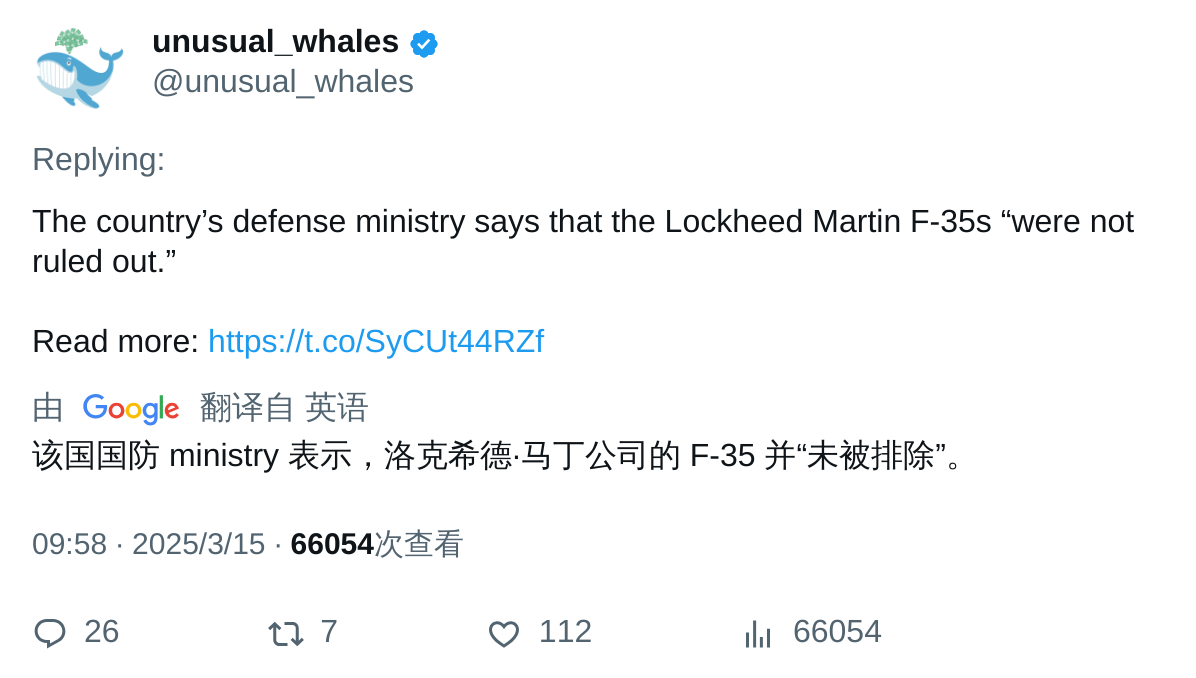 unusual_whales
@unusual_whales
Replying:
The country’s defense ministry says that the Lockheed Martin F-35s “were not
ruled out.”
Read more: https://t.co/SyCUt44RZf
由 Google 翻译自 英语
该国国防 ministry 表示，洛克希德·马丁公司的 F-35 并“未被排除”。
09:58 · 2025/3/15 · 66054次查看
26 7 112 66054